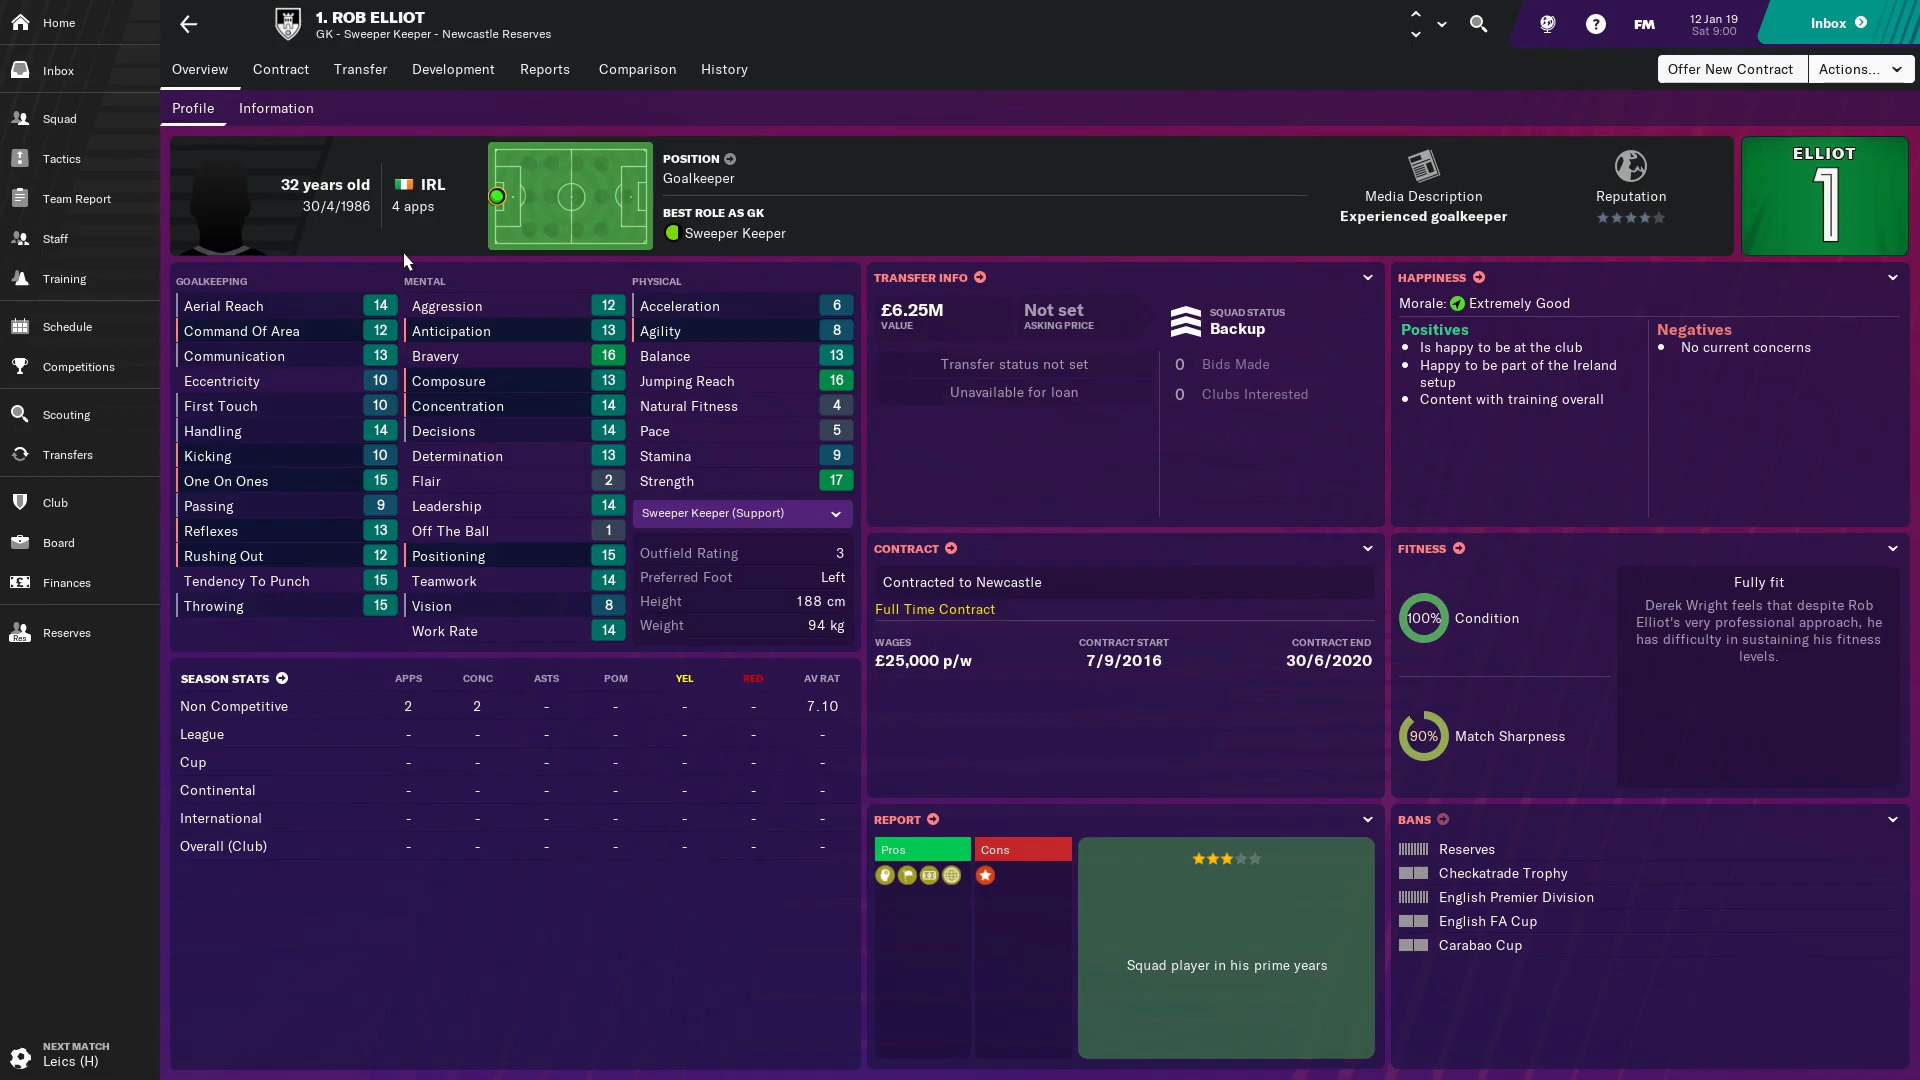 Home
Inbox
Squad
Tactics
Team Report
Staff
Training
Schedule
Competitions
Scouting
Transfers
Club
Board
Finances
Res Reserves
NEXT MATCH
Leics (H)
1. ROB ELLIOT
GK - Sweeper Keeper - Newcastle Reserves
? FM 12 Jan 19
Sat 9:00
Inbox
Overview Contract Transfer Development Reports Comparison History
Offer New Contract Actions...
Profile Information
32 years old
30/4/1986
IRL
4 apps
POSITION
Goalkeeper
BEST ROLE AS GK
Sweeper Keeper
Media Description
Experienced goalkeeper
Reputation
ELLIOT
1
GOALKEEPING
Aerial Reach 14
Command Of Area 12
Communication 13
Eccentricity 10
First Touch 10
Handling 14
Kicking 10
One On Ones 15
Passing 9
Reflexes 13
Rushing Out 12
Tendency To Punch 15
Throwing 15
MENTAL
Aggression 12
Anticipation 13
Bravery 16
Composure 13
Concentration 14
Decisions 14
Determination 13
Flair 2
Leadership 14
Off The Ball 1
Positioning 15
Teamwork 14
Vision 8
Work Rate 14
PHYSICAL
Acceleration 6
Agility 8
Balance 13
Jumping Reach 16
Natural Fitness 4
Pace 5
Stamina 9
Strength 17
Sweeper Keeper (Support)
Outfield Rating 3
Preferred Foot Left
Height 188 cm
Weight 94 kg
SEASON STATS APPS CONC ASTS POM YEL RED AV RAT
Non Competitive 2 2 - - - - 7.10
League - - - - - - -
Cup - - - - - - -
Continental - - - - - - -
International - - - - - - -
Overall (Club) - - - - - - -
TRANSFER INFO
£6.25M
VALUE
Not set
ASKING PRICE
SQUAD STATUS
Backup
Transfer status not set
Unavailable for loan
0 Bids Made
0 Clubs Interested
HAPPINESS
Morale: Extremely Good
Positives
Is happy to be at the club
Happy to be part of the Ireland
setup
Content with training overall
Negatives
No current concerns
CONTRACT
Contracted to Newcastle
Full Time Contract
WAGES
£25,000 p/w
CONTRACT START
7/9/2016
CONTRACT END
30/6/2020
FITNESS
100% Condition
90% Match Sharpness
Fully fit
Derek Wright feels that despite Rob
Elliot's very professional approach, he
has difficulty in sustaining his fitness
levels.
REPORT
Pros Cons
Squad player in his prime years
BANS
Reserves
Checkatrade Trophy
English Premier Division
English FA Cup
Carabao Cup